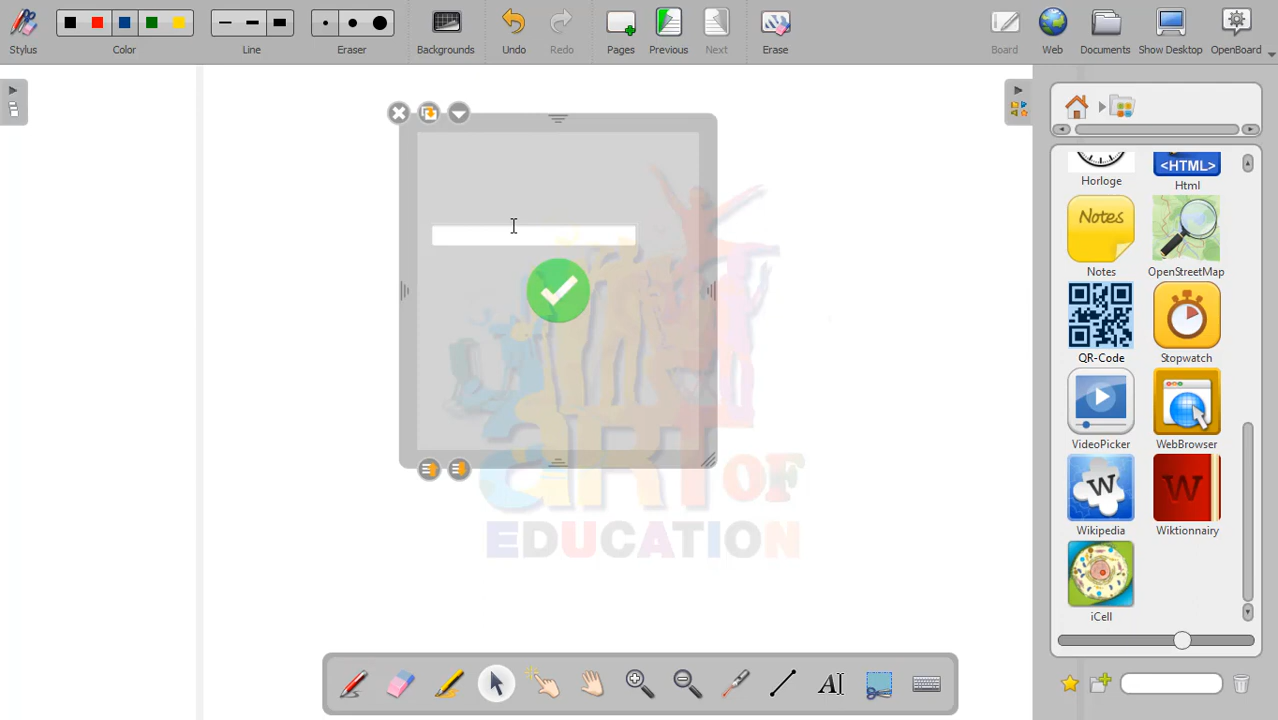 Stylus
Color
Line
Eraser
Backgrounds
Undo
Redo
Pages
Previous
Next
Erase
Board
Web
Documents
Show Desktop
OpenBoard
Horloge
<HTML>
Html
Notes
Notes
OpenStreetMap
QR-Code
Stopwatch
VideoPicker
WebBrowser
W
W
Wikipedia
Wiktionnairy
iCell
ART OF
EDUCATION
AI